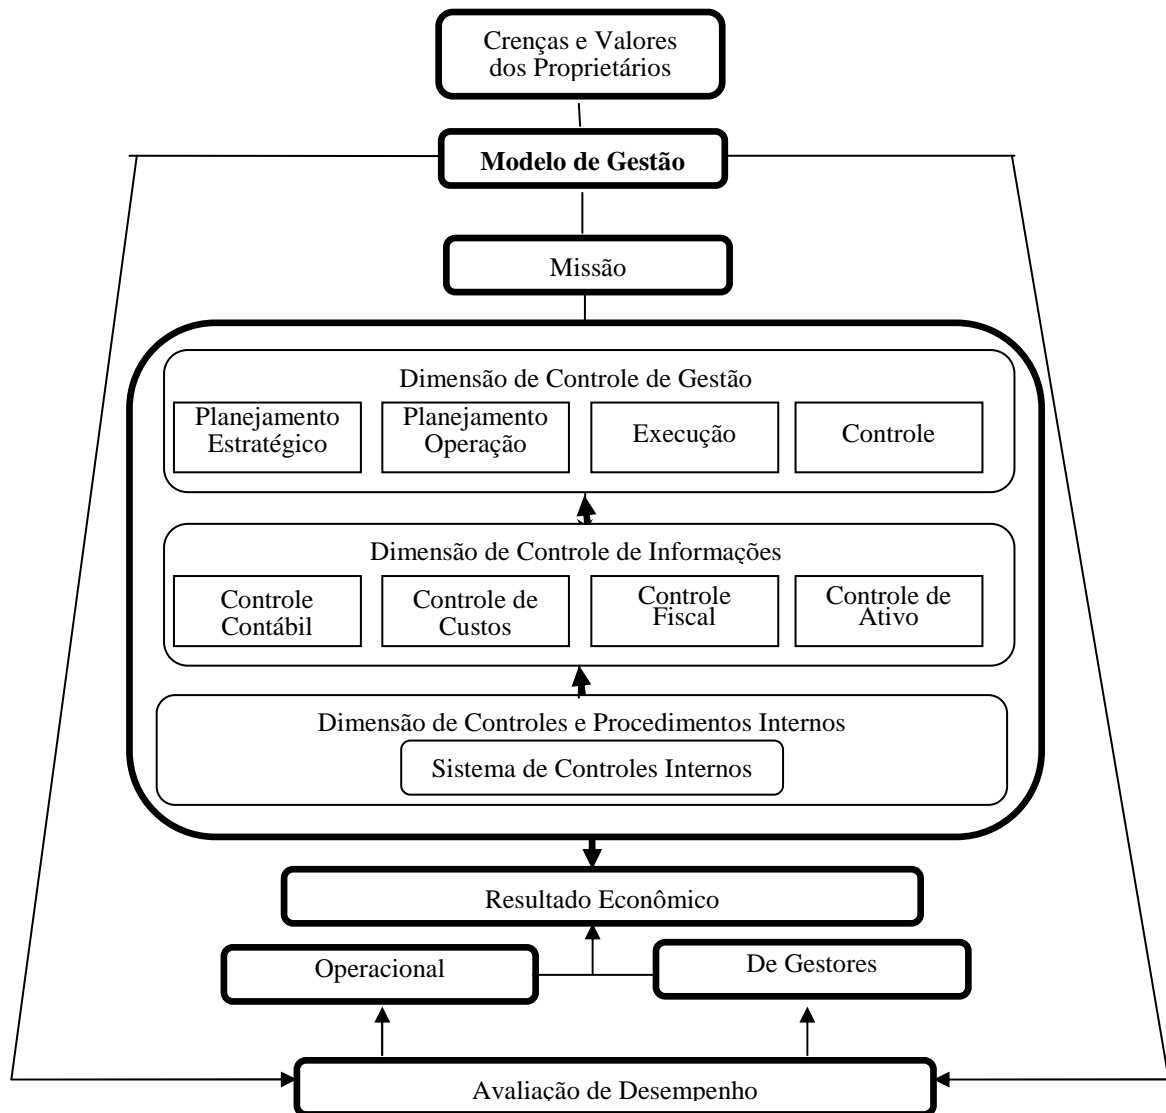 Crenças e Valores
dos Proprietários
Modelo de Gestão
Missão
Dimensão de Controle de Gestão
Planejamento
Estratégico
Planejamento
Operação
Execução
Controle
Dimensão de Controle de Informações
Controle
Contábil
Controle de
Custos
Controle
Fiscal
Controle de
Ativo
Dimensão de Controles e Procedimentos Internos
Sistema de Controles Internos
Resultado Econômico
Operacional
De Gestores
Avaliação de Desempenho